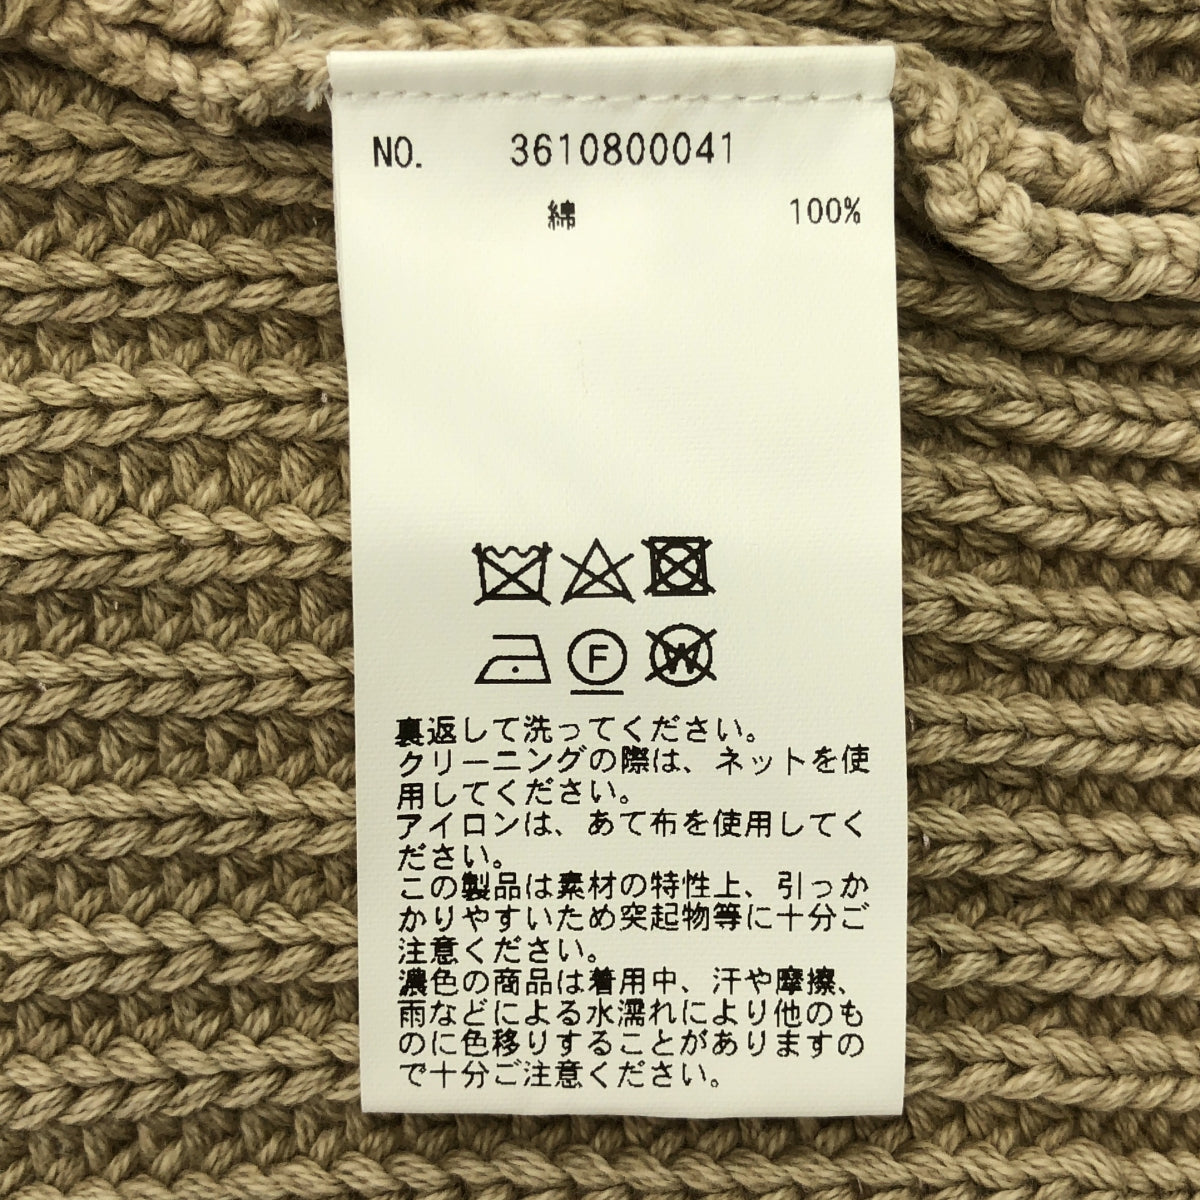 NO. 3610800041
綿 100%
F
W
裏返して洗ってください。
クリーニングの際は、ネットを使
用してください。
アイロンは、あて布を使用してく
ださい。
この製品は素材の特性上、引っか
かりやすいため突起物等に十分ご
注意ください。
濃色の商品は着用中、汗や摩擦、
雨などによる水濡れにより他のも
のに色移りすることがありますの
で十分ご注意ください。